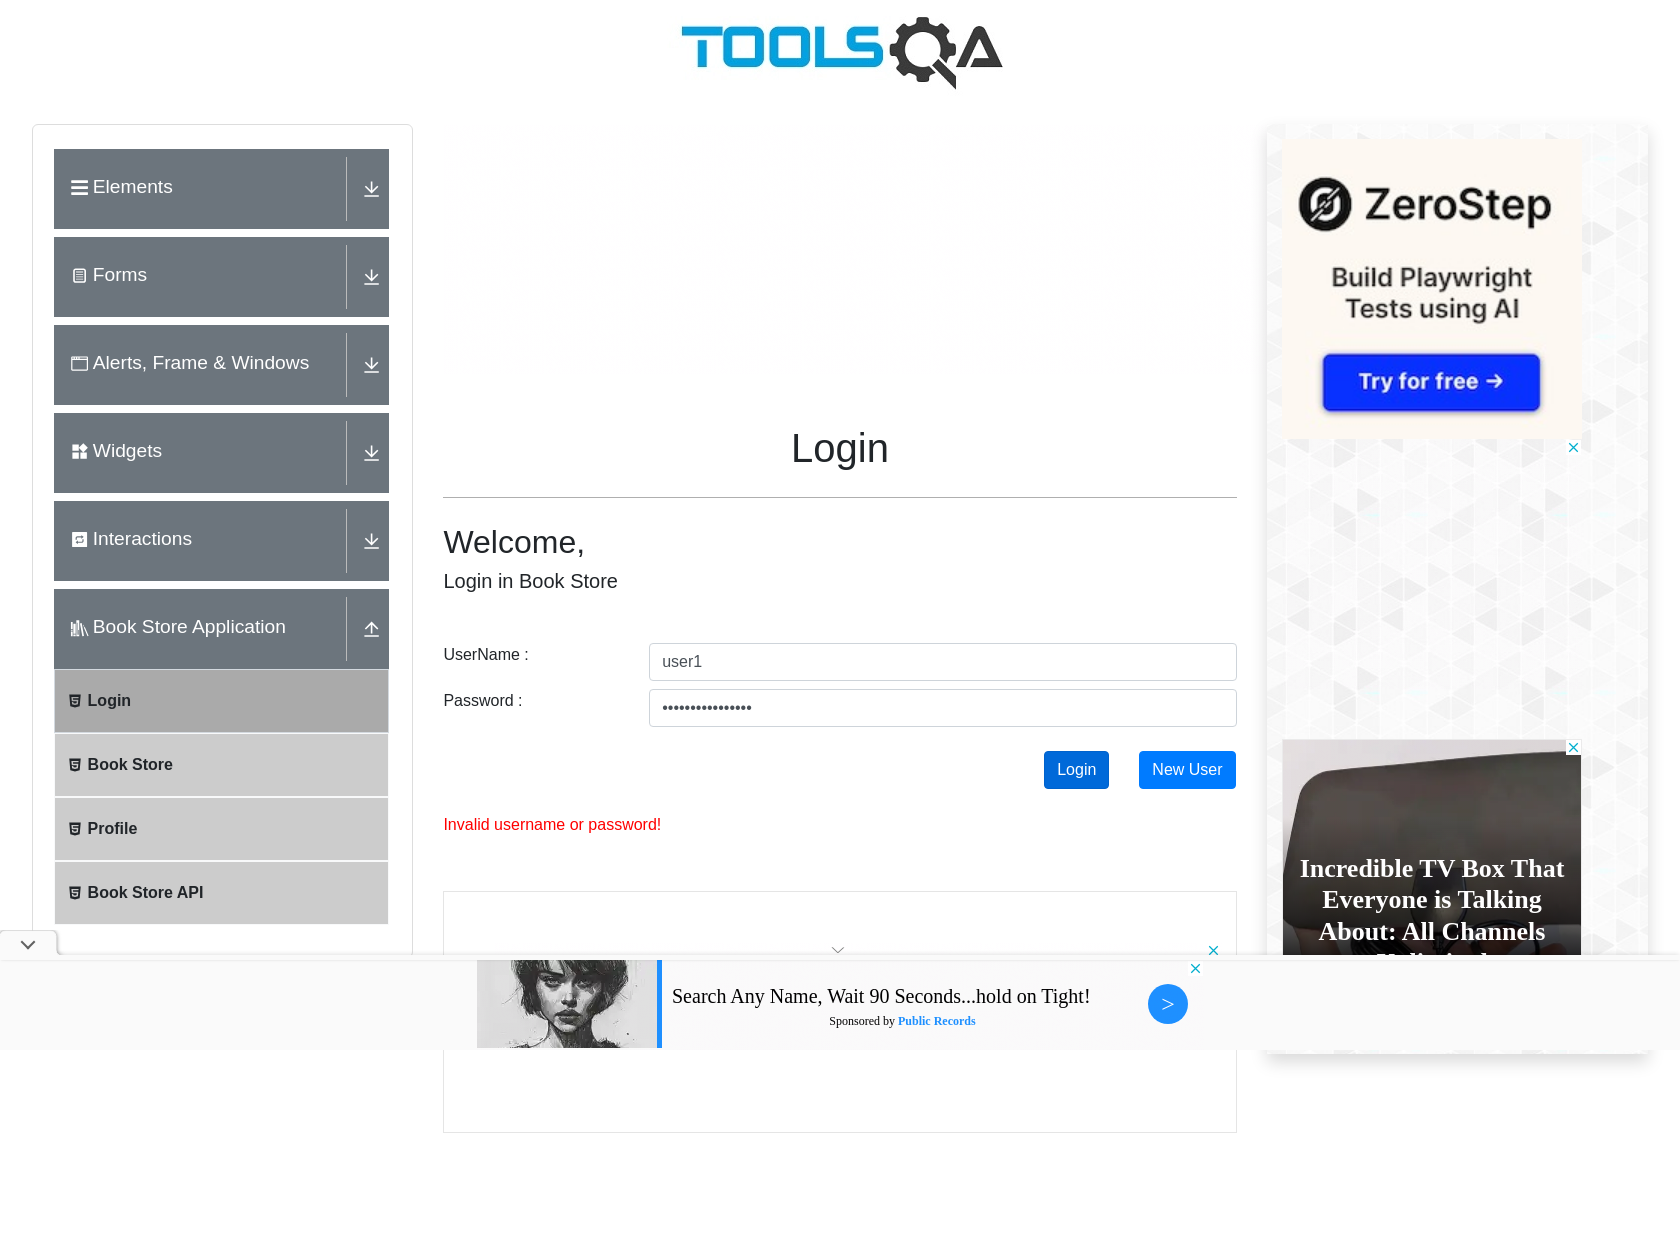 TOOLSQA
Elements
Forms
Alerts, Frame & Windows
Widgets
Interactions
Book Store Application
Login
Book Store
Profile
Book Store API
Login
Welcome,
Login in Book Store
UserName :
user1
Password :
••••••••••••••••
Login
New User
Invalid username or password!
ZeroStep
Build Playwright
Tests using AI
Try for free →
Incredible TV Box That
Everyone is Talking
About: All Channels
Search Any Name, Wait 90 Seconds...hold on Tight!
Sponsored by Public Records
>